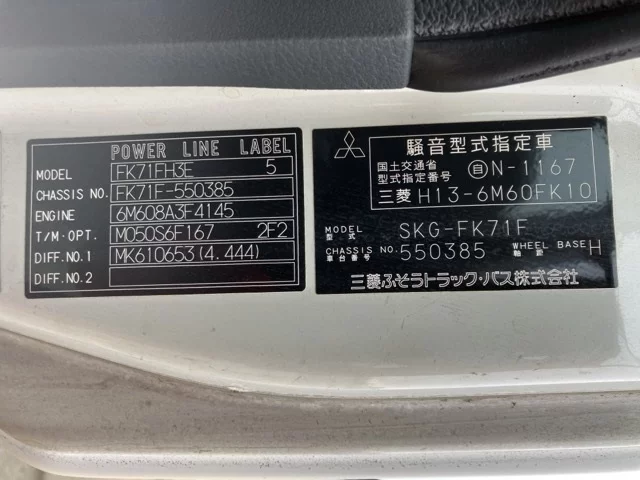 POWER LINE LABEL
MODEL FK71FH3E 5
CHASSIS NO. FK71F-550385
ENGINE 6M608A3F4145
T/M・OPT. M050S6F167 2F2
DIFF.NO.1 MK610653(4.444)
DIFF.NO.2
騒音型式指定車
国土交通省
型式指定番号 自N-1167
三菱 H13-6M60FK10
MODEL
型式 SKG-FK71F
CHASSIS NO.
車台番号 550385 WHEEL BASE
軸距 H
三菱ふそうトラック・バス株式会社